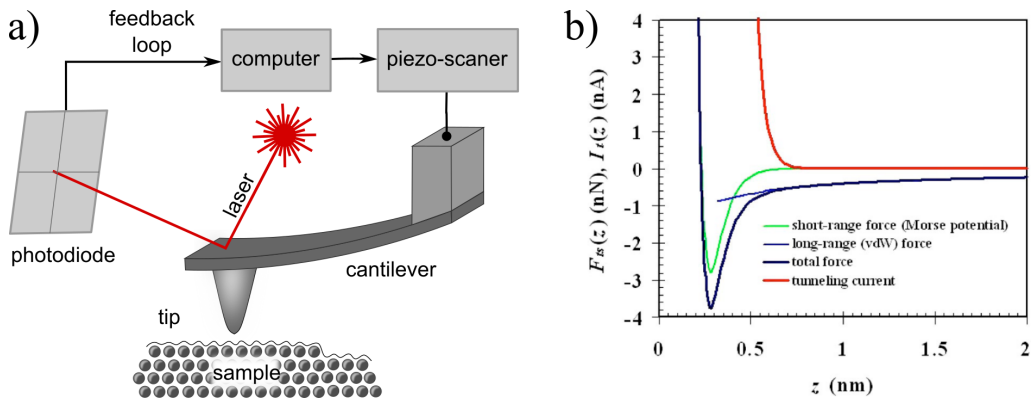 a)
feedback
loop
computer
piezo-scaner
laser
photodiode
cantilever
tip
sample
b)
F_ts(z) (nN), I_t(z) (nA)
4
3
2
1
0
-1
-2
-3
-4
0
0.5
1
1.5
2
z (nm)
short-range force (Morse potential)
long-range (vdW) force
total force
tunneling current